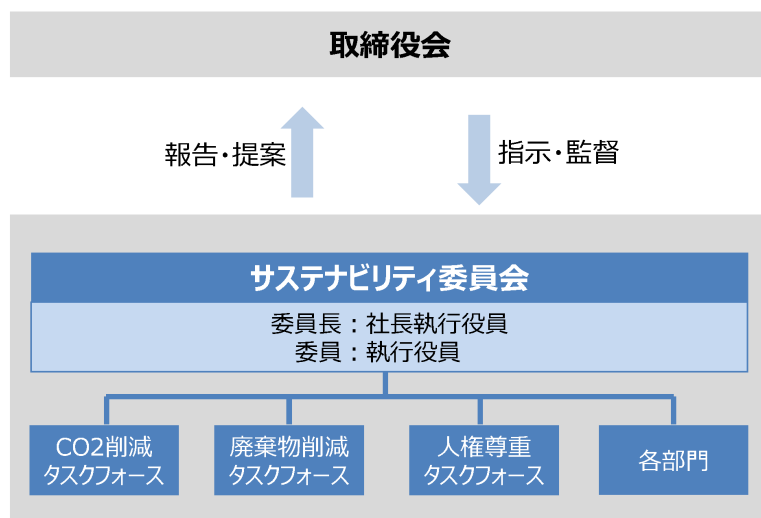 取締役会
報告・提案
指示・監督
サステナビリティ委員会
委員長：社長執行役員
委員：執行役員
CO2削減
タスクフォース
廃棄物削減
タスクフォース
人権尊重
タスクフォース
各部門